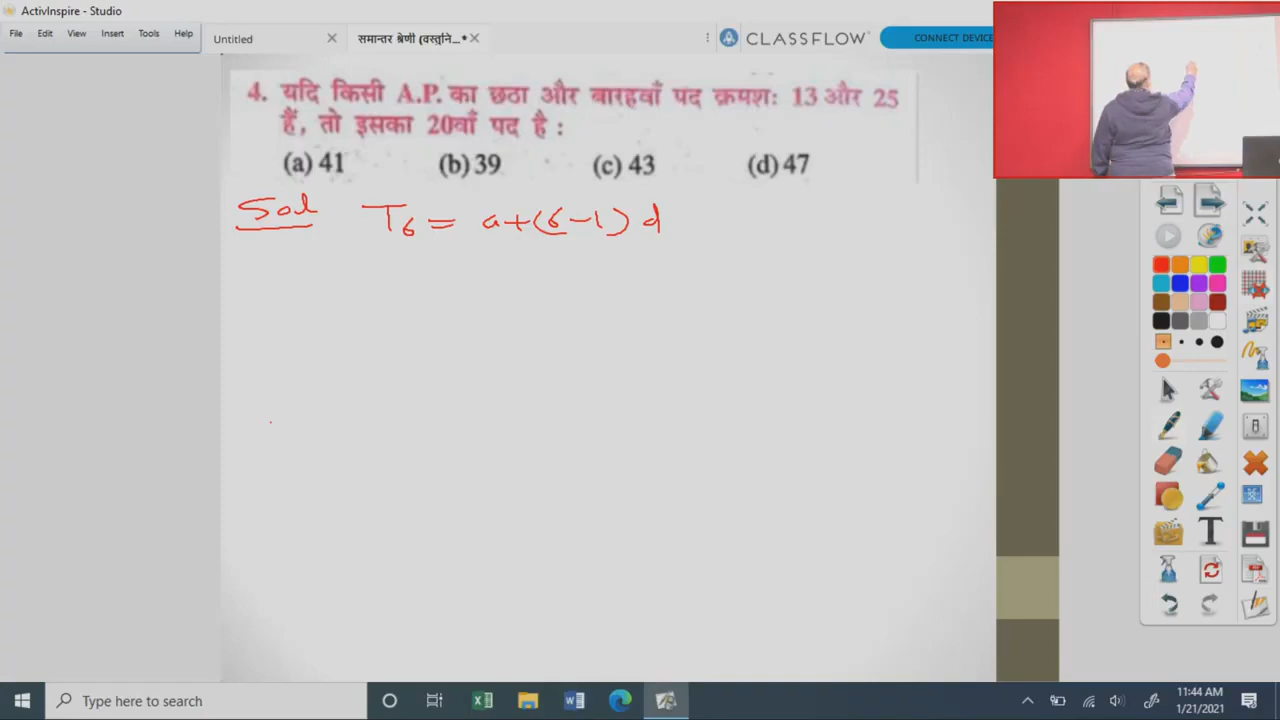 ActivInspire - Studio
File Edit View Insert Tools Help
Untitled
समान्तर श्रेणी (वस्तुनि...*
CLASSFLOW
CONNECT DEVICE
4. यदि किसी A.P. का छठा और बारहवाँ पद क्रमशः 13 और 25
हैं, तो इसका 20वाँ पद है :
(a) 41 (b) 39 (c) 43 (d) 47
Sol T6 = a+(6-1) d
T
PDF
Type here to search
11:44 AM
1/21/2021